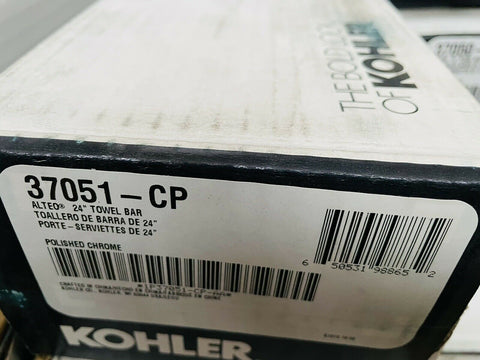 THE BOLD LOOK
OF KOHLER
37051-CP
ALTEO® 24" TOWEL BAR
TOALLERO DE BARRA DE 24"
PORTE-SERVIETTES DE 24"
POLISHED CHROME
6 50531 98865 2
KOHLER